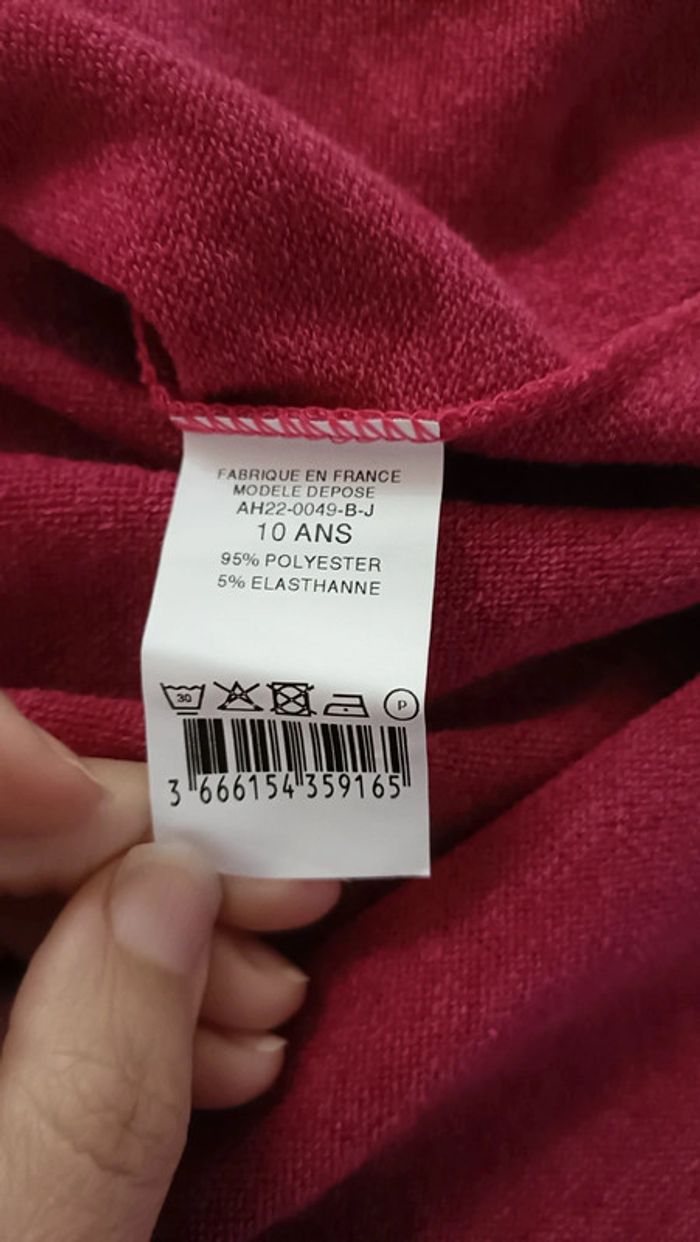 FABRIQUE EN FRANCE
MODELE DEPOSE
AH22-0049-B-J
10 ANS
95% POLYESTER
5% ELASTHANNE
30 P
3 666154 359165